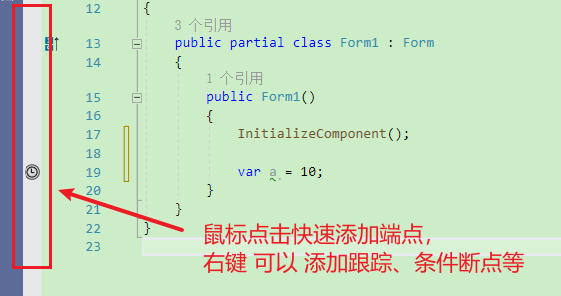 12 {
3 个引用
13 public partial class Form1 : Form
14 {
1 个引用
15 public Form1()
16 {
17 InitializeComponent();
18
19 var a = 10;
20 }
21 }
22 }
23
鼠标点击快速添加端点，
右键 可以 添加跟踪、条件断点等